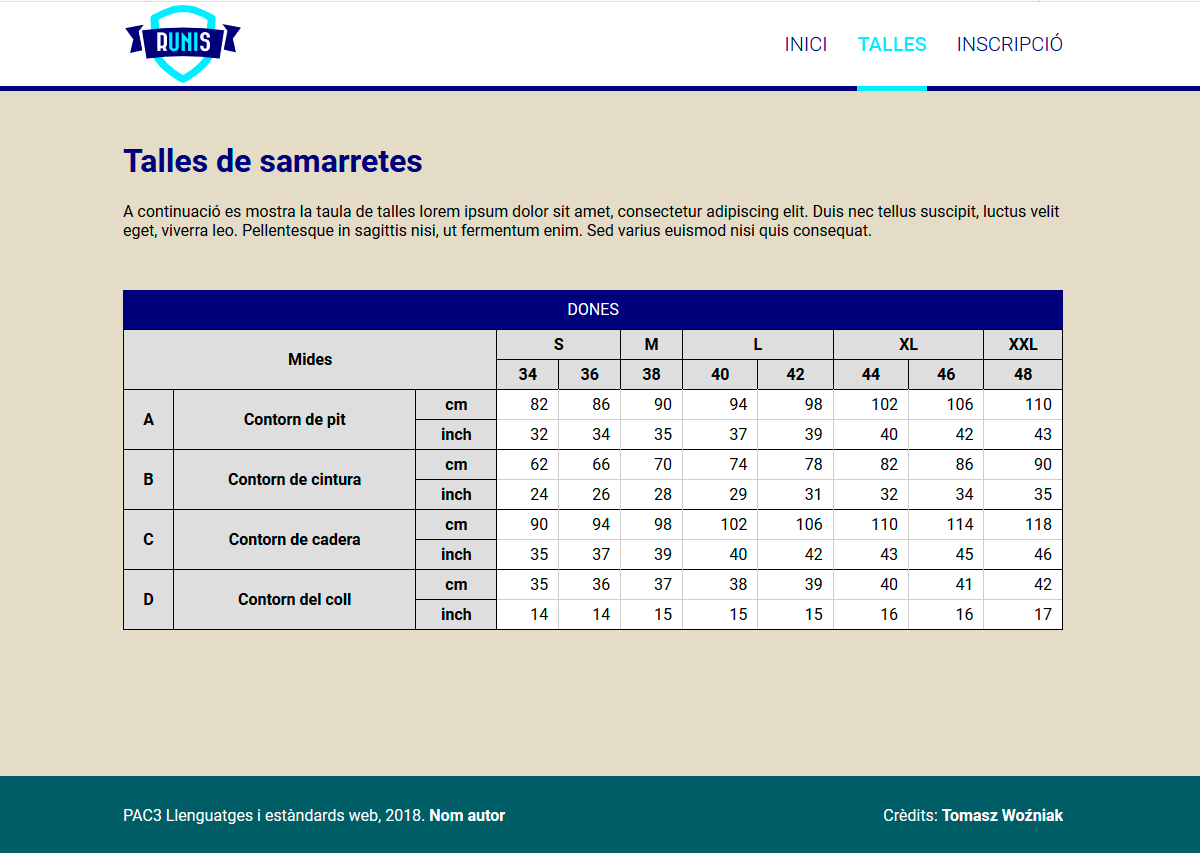 RUNIS
INICI TALLES INSCRIPCIÓ
Talles de samarretes
A continuació es mostra la taula de talles lorem ipsum dolor sit amet, consectetur adipiscing elit. Duis nec tellus suscipit, luctus velit
eget, viverra leo. Pellentesque in sagittis nisi, ut fermentum enim. Sed varius euismod nisi quis consequat.
DONES
Mides S M L XL XXL
34 36 38 40 42 44 46 48
A Contorn de pit cm 82 86 90 94 98 102 106 110
inch 32 34 35 37 39 40 42 43
B Contorn de cintura cm 62 66 70 74 78 82 86 90
inch 24 26 28 29 31 32 34 35
C Contorn de cadera cm 90 94 98 102 106 110 114 118
inch 35 37 39 40 42 43 45 46
D Contorn del coll cm 35 36 37 38 39 40 41 42
inch 14 14 15 15 15 16 16 17
PAC3 Llenguatges i estàndards web, 2018. Nom autor Crèdits: Tomasz Woźniak